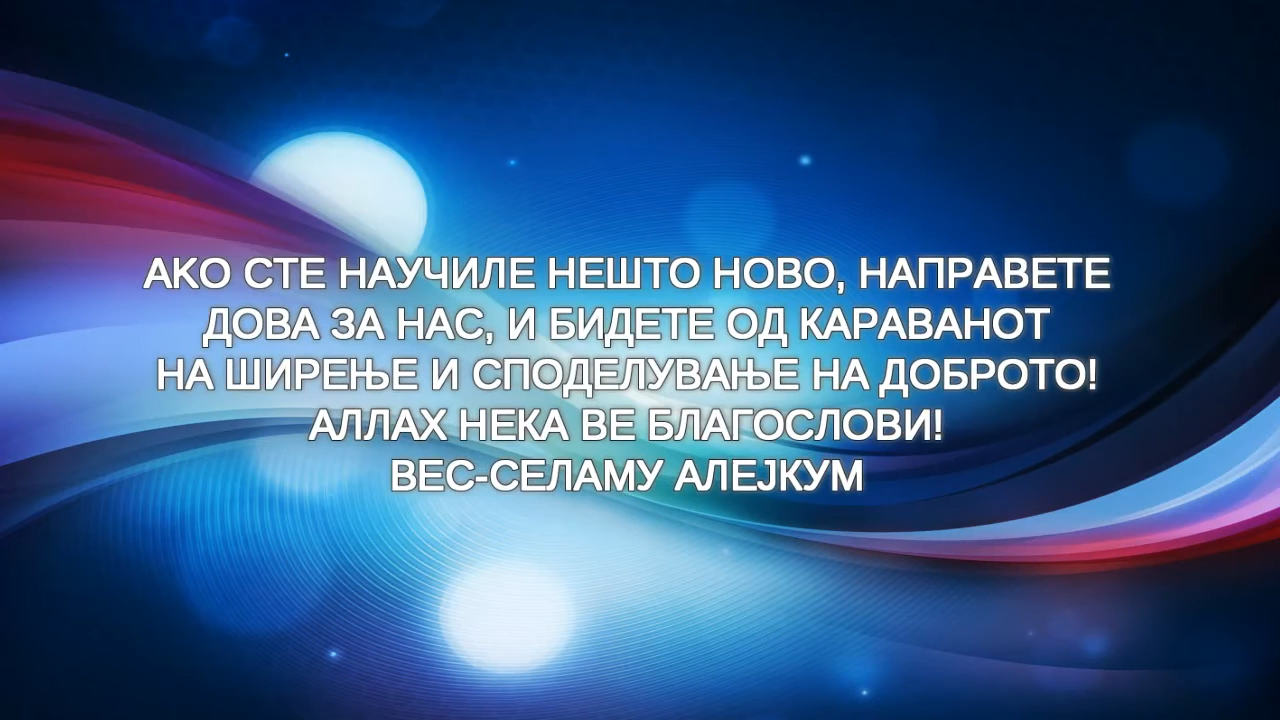 АКО СТЕ НАУЧИЛЕ НЕШТО НОВО, НАПРАВЕТЕ
ДОВА ЗА НАС, И БИДЕТЕ ОД КАРАВАНОТ
НА ШИРЕЊЕ И СПОДЕЛУВАЊЕ НА ДОБРОТО!
АЛЛАХ НЕКА ВЕ БЛАГОСЛОВИ!
ВЕС-СЕЛАМУ АЛЕЈКУМ